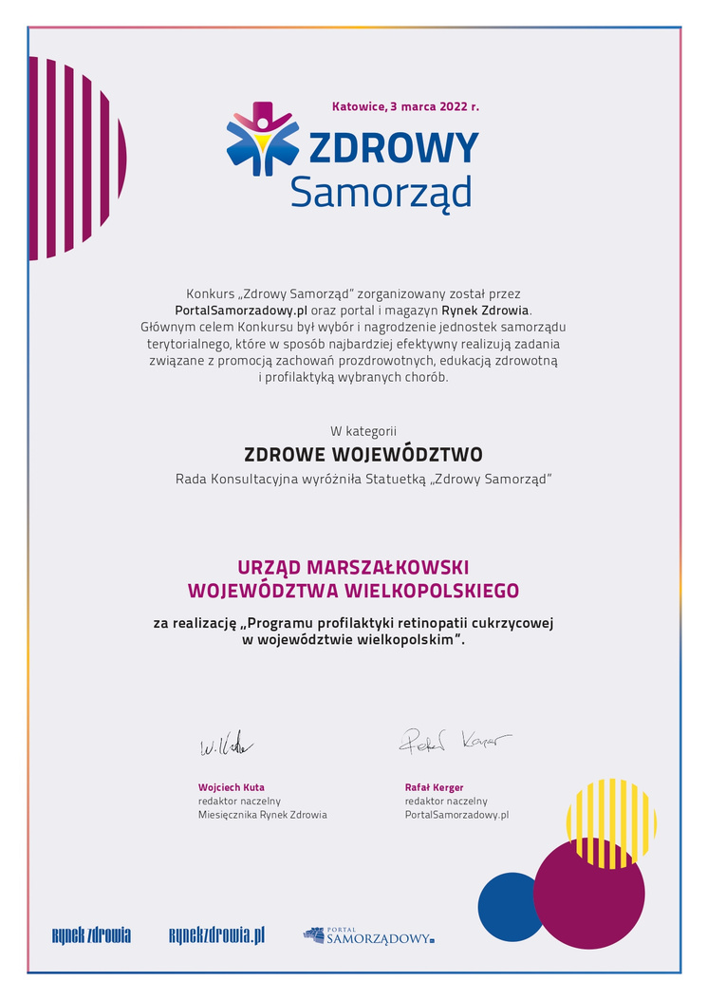 Katowice, 3 marca 2022 r.
ZDROWY
Samorząd
Konkurs „Zdrowy Samorząd” zorganizowany został przez
PortalSamorzadowy.pl oraz portal i magazyn Rynek Zdrowia.
Głównym celem Konkursu był wybór i nagrodzenie jednostek samorządu
terytorialnego, które w sposób najbardziej efektywny realizują zadania
związane z promocją zachowań prozdrowotnych, edukacją zdrowotną
i profilaktyką wybranych chorób.
W kategorii
ZDROWE WOJEWÓDZTWO
Rada Konsultacyjna wyróżniła Statuetką „Zdrowy Samorząd”
URZĄD MARSZAŁKOWSKI
WOJEWÓDZTWA WIELKOPOLSKIEGO
za realizację „Programu profilaktyki retinopatii cukrzycowej
w województwie wielkopolskim”.
W. Kuta Rafał Kerger
Wojciech Kuta
redaktor naczelny
Miesięcznika Rynek Zdrowia
Rafał Kerger
redaktor naczelny
PortalSamorzadowy.pl
Rynek Zdrowia
rynekzdrowia.pl
PORTAL
SAMORZĄDOWY